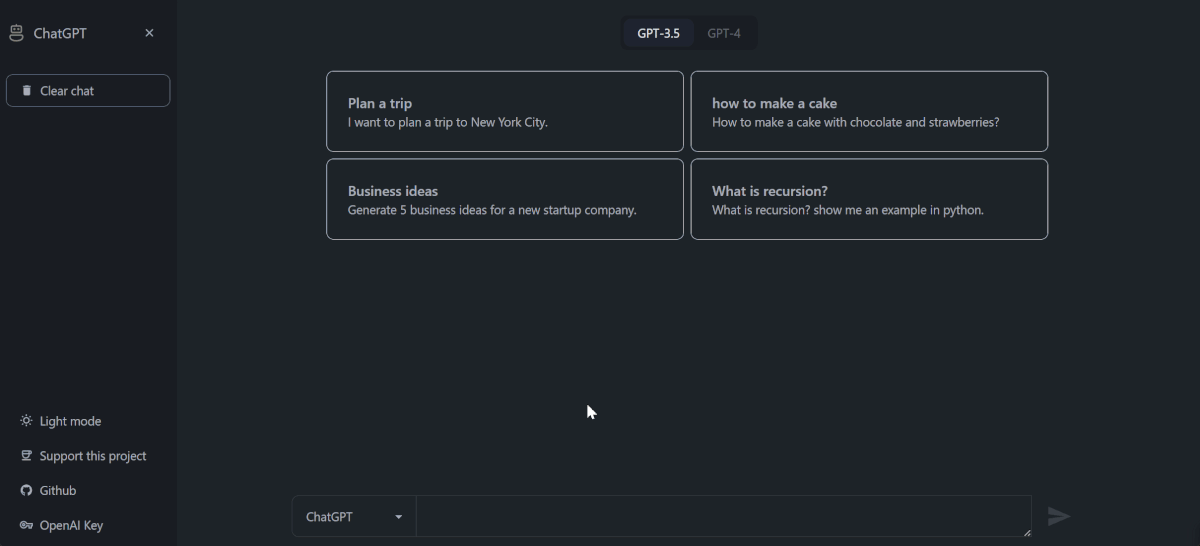 ChatGPT
Clear chat
Light mode
Support this project
Github
OpenAI Key
GPT-3.5
GPT-4
Plan a trip
I want to plan a trip to New York City.
how to make a cake
How to make a cake with chocolate and strawberries?
Business ideas
Generate 5 business ideas for a new startup company.
What is recursion?
What is recursion? show me an example in python.
ChatGPT